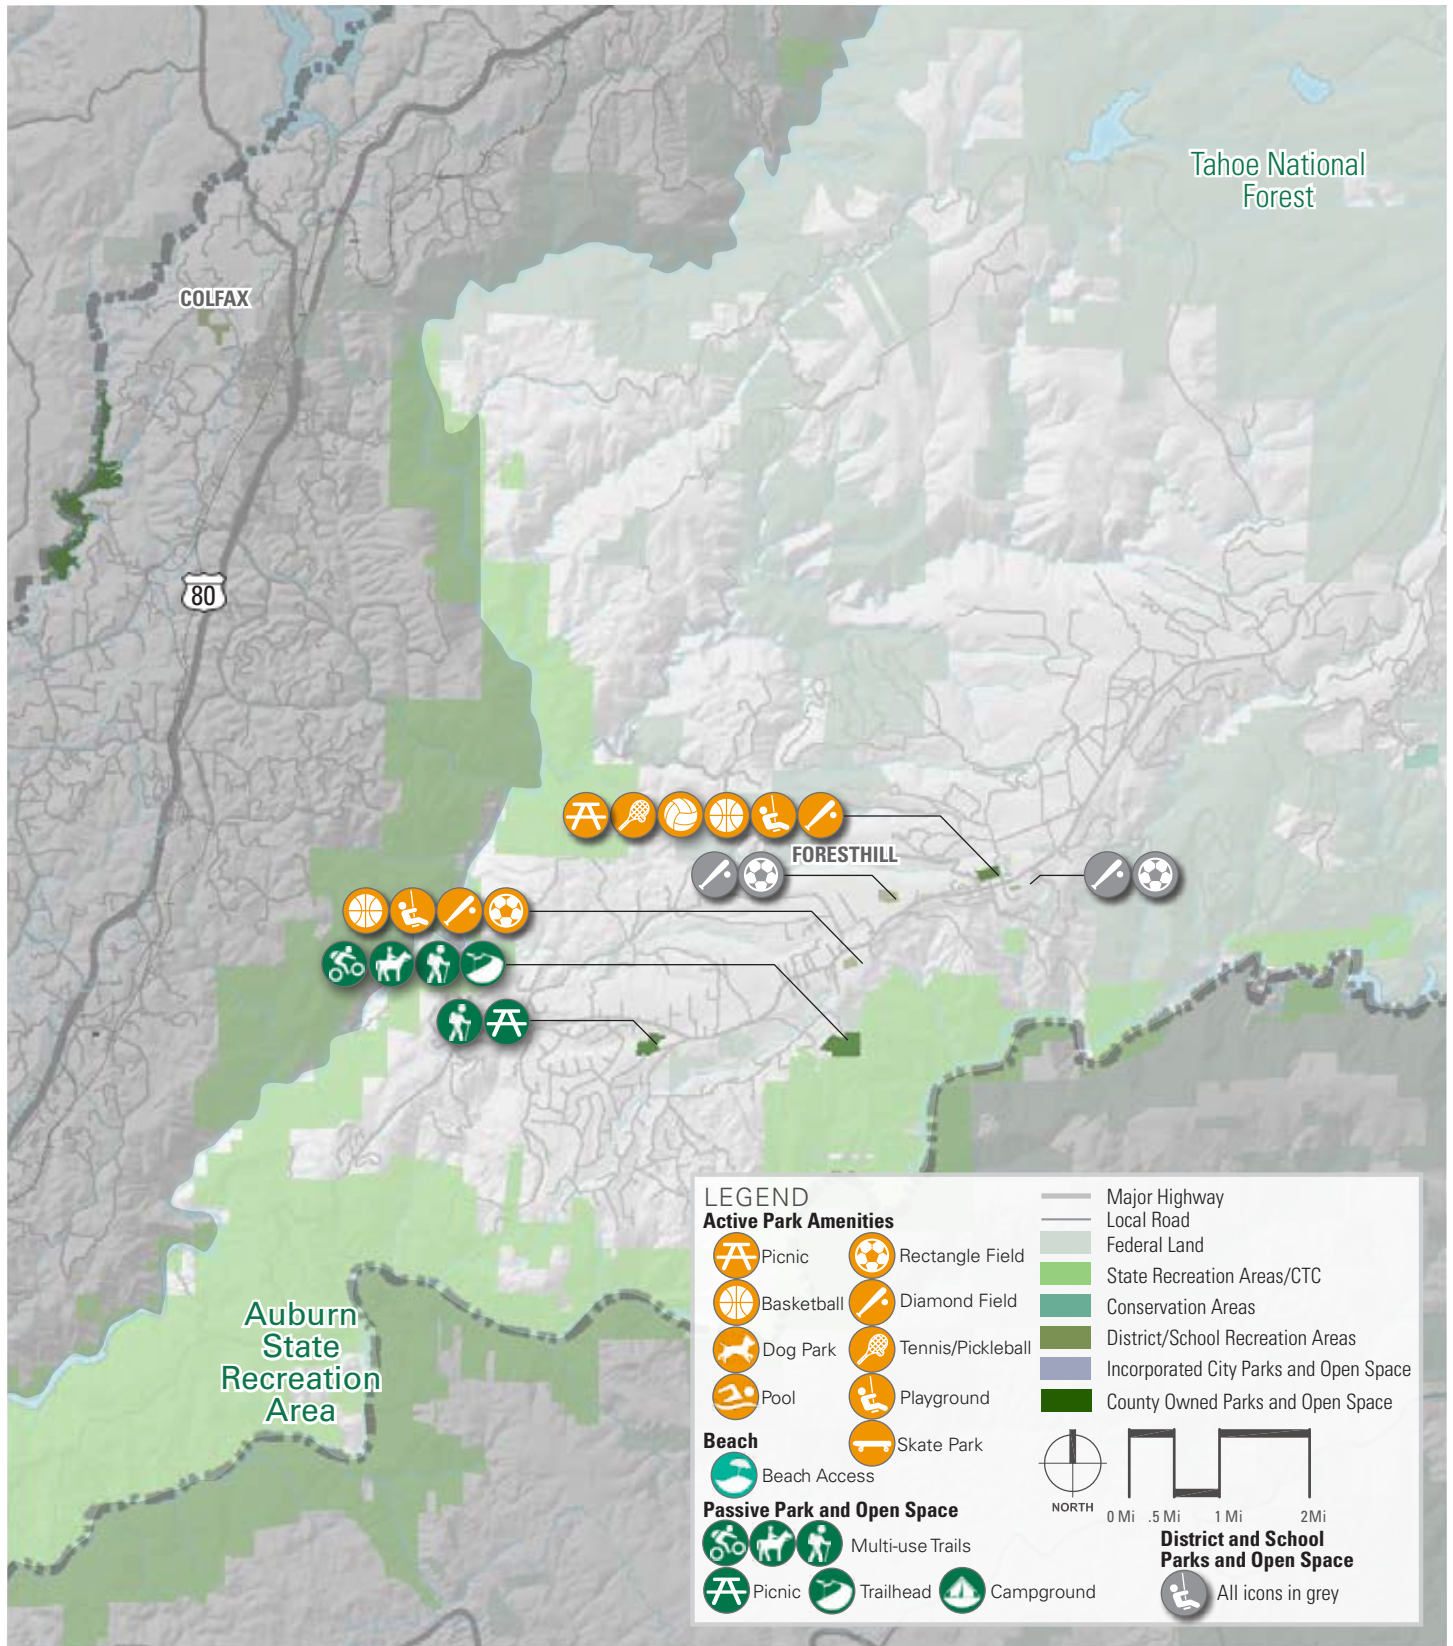 Tahoe National
Forest
COLFAX
80
FORESTHILL
Auburn
State
Recreation
Area
LEGEND
Active Park Amenities
Picnic
Rectangle Field
Basketball
Diamond Field
Dog Park
Tennis/Pickleball
Pool
Playground
Skate Park
Beach
Beach Access
Passive Park and Open Space
Multi-use Trails
Picnic
Trailhead
Campground
Major Highway
Local Road
Federal Land
State Recreation Areas/CTC
Conservation Areas
District/School Recreation Areas
Incorporated City Parks and Open Space
County Owned Parks and Open Space
NORTH
0 Mi .5 Mi 1 Mi 2Mi
District and School
Parks and Open Space
All icons in grey